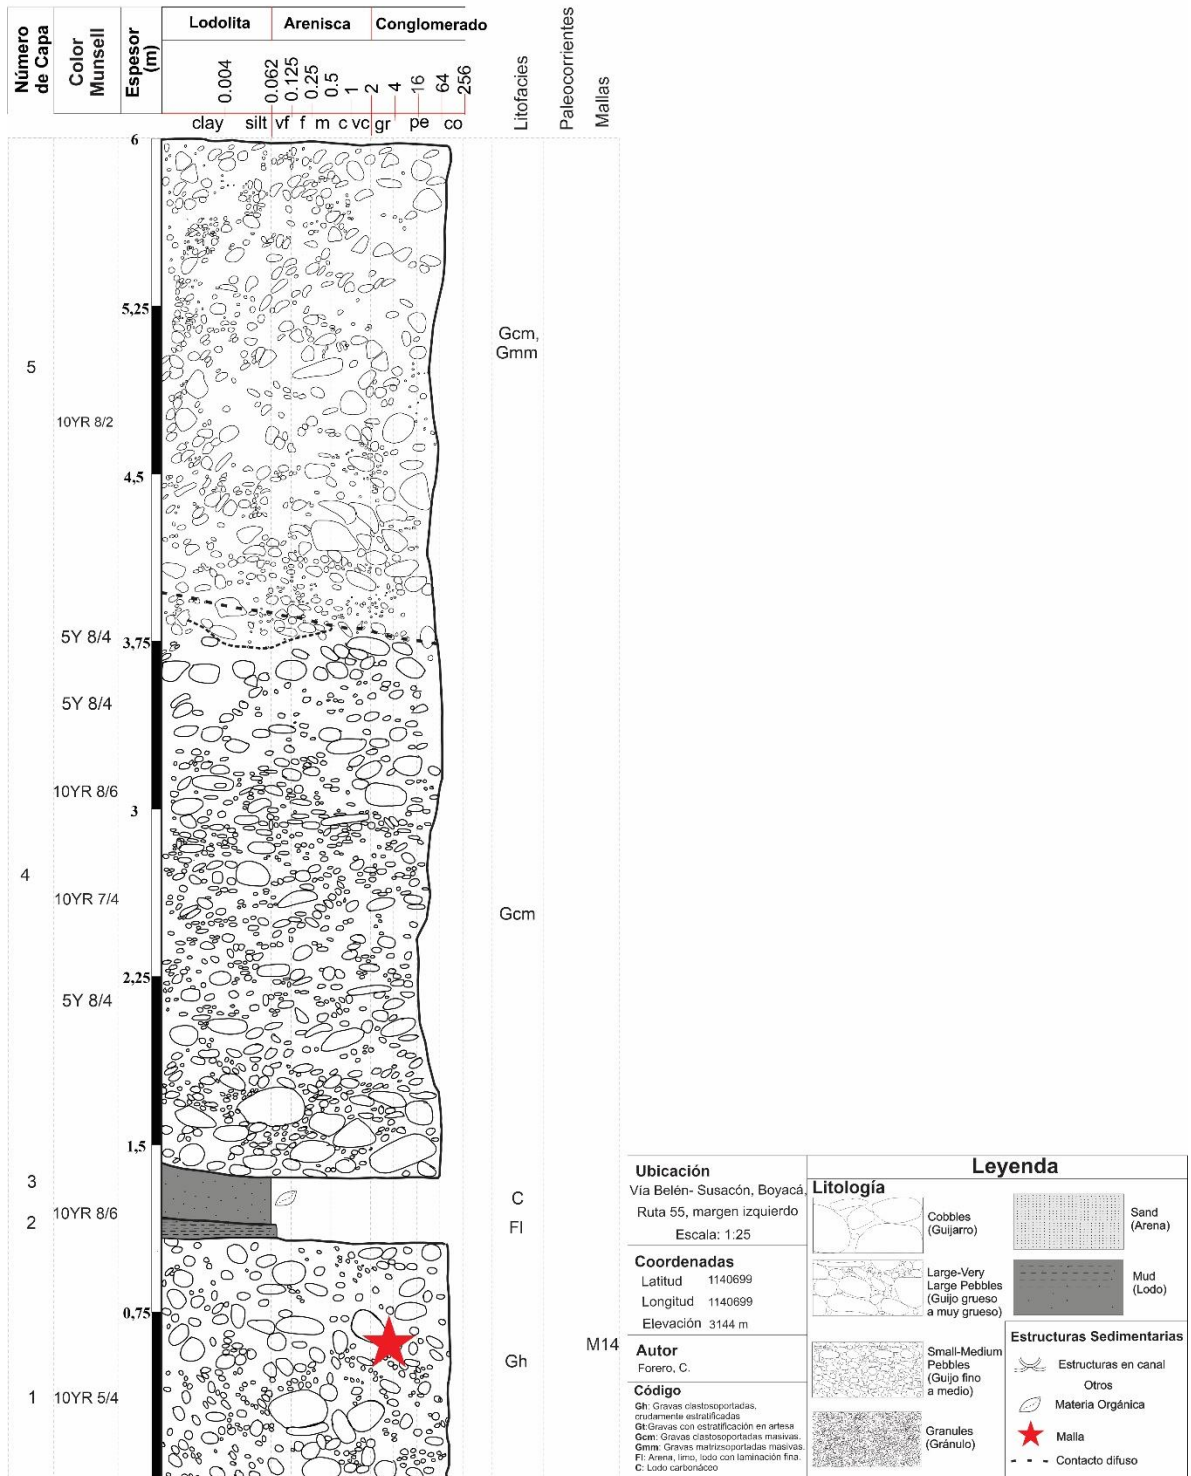 Número
de Capa
Color
Munsell
Espesor
(m)
Lodolita
Arenisca
Conglomerado
0.004
0.062
0.125
0.25
0.5
1
2
4
16
64
256
clay
silt
vf
f
m
c
vc
gr
pe
co
Litofacies
Paleocorrientes
Mallas
6
5,25
Gcm,
Gmm
5
10YR 8/2
4,5
5Y 8/4
3,75
5Y 8/4
10YR 8/6
3
4
10YR 7/4
Gcm
2,25
5Y 8/4
1,5
3
C
10YR 8/6
2
Fl
0,75
M14
Gh
1
10YR 5/4
Ubicación
Vía Belén- Susacón, Boyacá,
Ruta 55, margen izquierdo
Escala: 1:25
Coordenadas
Latitud 1140699
Longitud 1140699
Elevación 3144 m
Autor
Forero, C.
Código
Gh: Gravas clastosoportadas,
crudamente estratificadas
Gt:Gravas con estratificación en artesa
Gcm: Gravas clastosoportadas masivas.
Gmm: Gravas matrizsoportadas masivas.
Fl: Arena, limo, lodo con laminación fina.
C: Lodo carbonáceo
Leyenda
Litología
Cobbles
(Guijarro)
Large-Very
Large Pebbles
(Guijo grueso
a muy grueso)
Small-Medium
Pebbles
(Guijo fino
a medio)
Granules
(Gránulo)
Sand
(Arena)
Mud
(Lodo)
Estructuras Sedimentarias
Estructuras en canal
Otros
Materia Orgánica
Malla
Contacto difuso